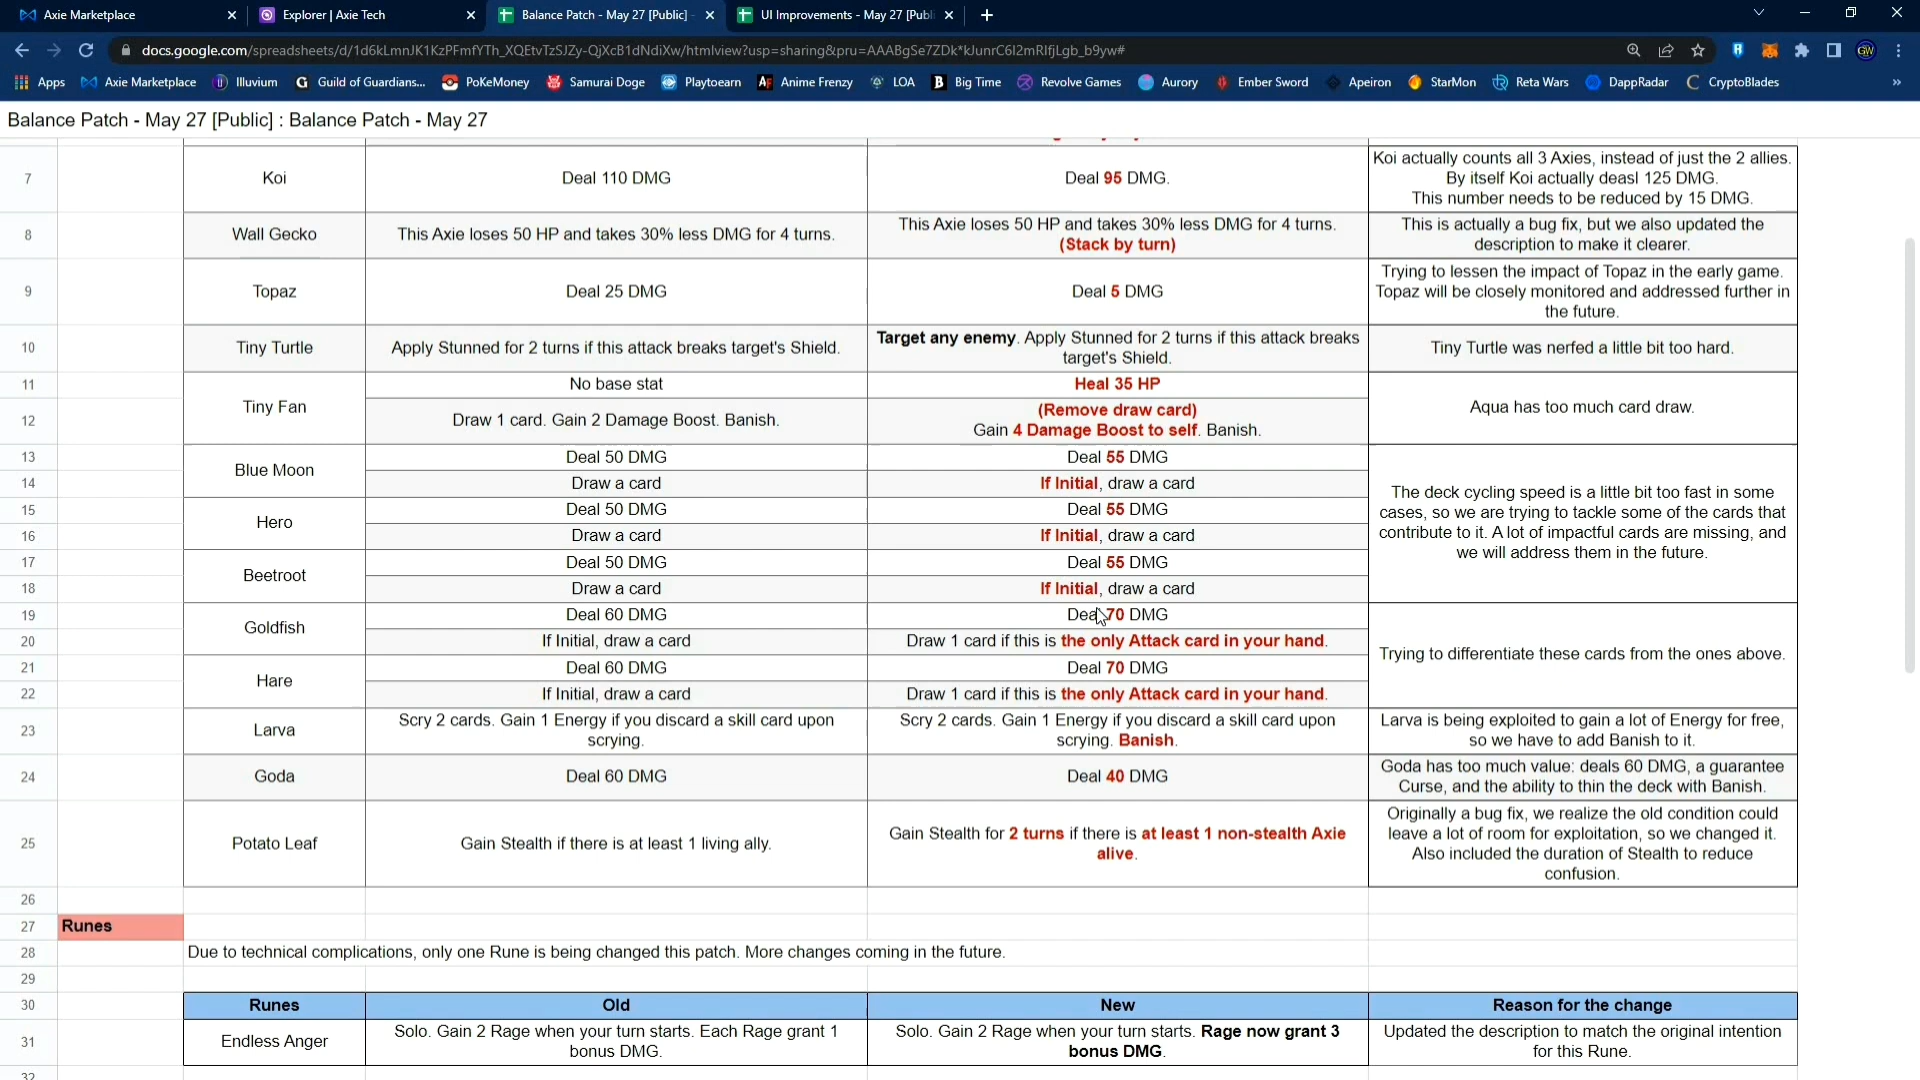 Axie Marketplace
Explorer | Axie Tech
Balance Patch - May 27 [Public] -
UI Improvements - May 27 [Publi
docs.google.com/spreadsheets/d/1d6kLmnJK1KzPFmfYTh_XQEtvTzSJZy-QjXcB1dNdiXw/htmlview?usp=sharing&pru=AAABgSe7ZDk*kJunrC6I2mRlfjLgb_b9yw#
Apps
Axie Marketplace
Illuvium
Guild of Guardians...
PoKeMoney
Samurai Doge
Playtoearn
Anime Frenzy
LOA
Big Time
Revolve Games
Aurory
Ember Sword
Apeiron
StarMon
Reta Wars
DappRadar
CryptoBlades
»
Balance Patch - May 27 [Public] : Balance Patch - May 27
7
Koi
Deal 110 DMG
Deal 95 DMG.
Koi actually counts all 3 Axies, instead of just the 2 allies.
By itself Koi actually deasl 125 DMG.
This number needs to be reduced by 15 DMG.
8
Wall Gecko
This Axie loses 50 HP and takes 30% less DMG for 4 turns.
This Axie loses 50 HP and takes 30% less DMG for 4 turns.
(Stack by turn)
This is actually a bug fix, but we also updated the
description to make it clearer.
9
Topaz
Deal 25 DMG
Deal 5 DMG
Trying to lessen the impact of Topaz in the early game.
Topaz will be closely monitored and addressed further in
the future.
10
Tiny Turtle
Apply Stunned for 2 turns if this attack breaks target's Shield.
Target any enemy. Apply Stunned for 2 turns if this attack breaks
target's Shield.
Tiny Turtle was nerfed a little bit too hard.
11
Tiny Fan
No base stat
Heal 35 HP
Aqua has too much card draw.
12
Draw 1 card. Gain 2 Damage Boost. Banish.
(Remove draw card)
Gain 4 Damage Boost to self. Banish.
13
Blue Moon
Deal 50 DMG
Deal 55 DMG
14
Draw a card
If Initial, draw a card
The deck cycling speed is a little bit too fast in some
cases, so we are trying to tackle some of the cards that
contribute to it. A lot of impactful cards are missing, and
we will address them in the future.
15
Hero
Deal 50 DMG
Deal 55 DMG
16
Draw a card
If Initial, draw a card
17
Beetroot
Deal 50 DMG
Deal 55 DMG
18
Draw a card
If Initial, draw a card
19
Goldfish
Deal 60 DMG
Deal 70 DMG
20
If Initial, draw a card
Draw 1 card if this is the only Attack card in your hand.
Trying to differentiate these cards from the ones above.
21
Hare
Deal 60 DMG
Deal 70 DMG
22
If Initial, draw a card
Draw 1 card if this is the only Attack card in your hand.
23
Larva
Scry 2 cards. Gain 1 Energy if you discard a skill card upon
scrying.
Scry 2 cards. Gain 1 Energy if you discard a skill card upon
scrying. Banish.
Larva is being exploited to gain a lot of Energy for free,
so we have to add Banish to it.
24
Goda
Deal 60 DMG
Deal 40 DMG
Goda has too much value: deals 60 DMG, a guarantee
Curse, and the ability to thin the deck with Banish.
25
Potato Leaf
Gain Stealth if there is at least 1 living ally.
Gain Stealth for 2 turns if there is at least 1 non-stealth Axie
alive.
Originally a bug fix, we realize the old condition could
leave a lot of room for exploitation, so we changed it.
Also included the duration of Stealth to reduce
confusion.
26
27
Runes
28
Due to technical complications, only one Rune is being changed this patch. More changes coming in the future.
29
30
Runes
Old
New
Reason for the change
31
Endless Anger
Solo. Gain 2 Rage when your turn starts. Each Rage grant 1
bonus DMG.
Solo. Gain 2 Rage when your turn starts. Rage now grant 3
bonus DMG.
Updated the description to match the original intention
for this Rune.
32